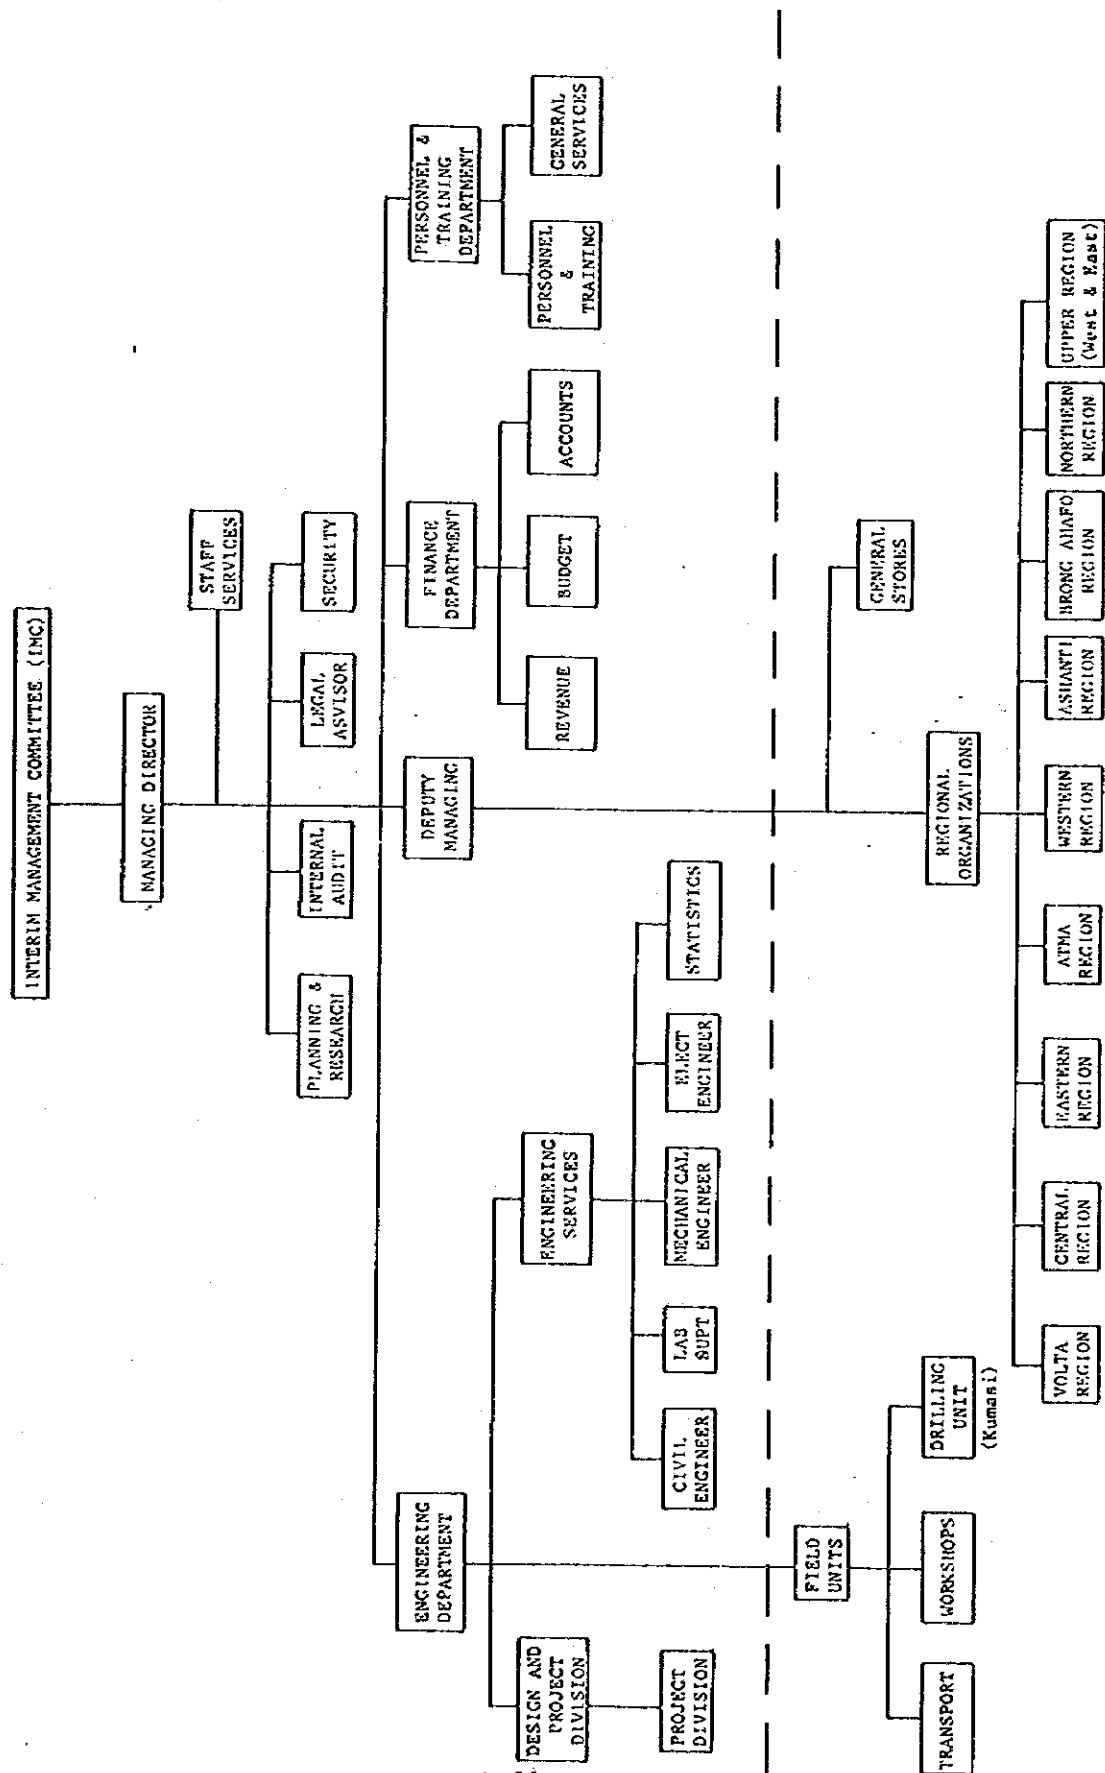 INTERIM MANAGEMENT COMMITTEE (IMC)
MANAGING DIRECTOR
STAFF
SERVICES
PLANNING &
RESEARCH
INTERNAL
AUDIT
LEGAL
ASVISOR
SECURITY
ENGINEERING
DEPARTMENT
DEPUTY
MANAGING
FINANCE
DEPARTMENT
PERSONNEL &
TRAINING
DEPARTMENT
DESIGN AND
PROJECT
DIVISION
ENGINEERING
SERVICES
REVENUE
BUDGET
ACCOUNTS
PERSONNEL
&
TRAINING
GENERAL
SERVICES
PROJECT
DIVISION
CIVIL
ENGINEER
LAB
SUPT
MECHANICAL
ENGINEER
ELECT
ENGINEER
STATISTICS
FIELD
UNITS
GENERAL
STORES
TRANSPORT
WORKSHOPS
DRILLING
UNIT
(Kumasi)
REGIONAL
ORGANIZATIONS
VOLTA
REGION
CENTRAL
REGION
EASTERN
REGION
ATMA
REGION
WESTERN
REGION
ASHANTI
REGION
BRONG AHAFO
REGION
NORTHERN
REGION
UPPER REGION
(West & East)